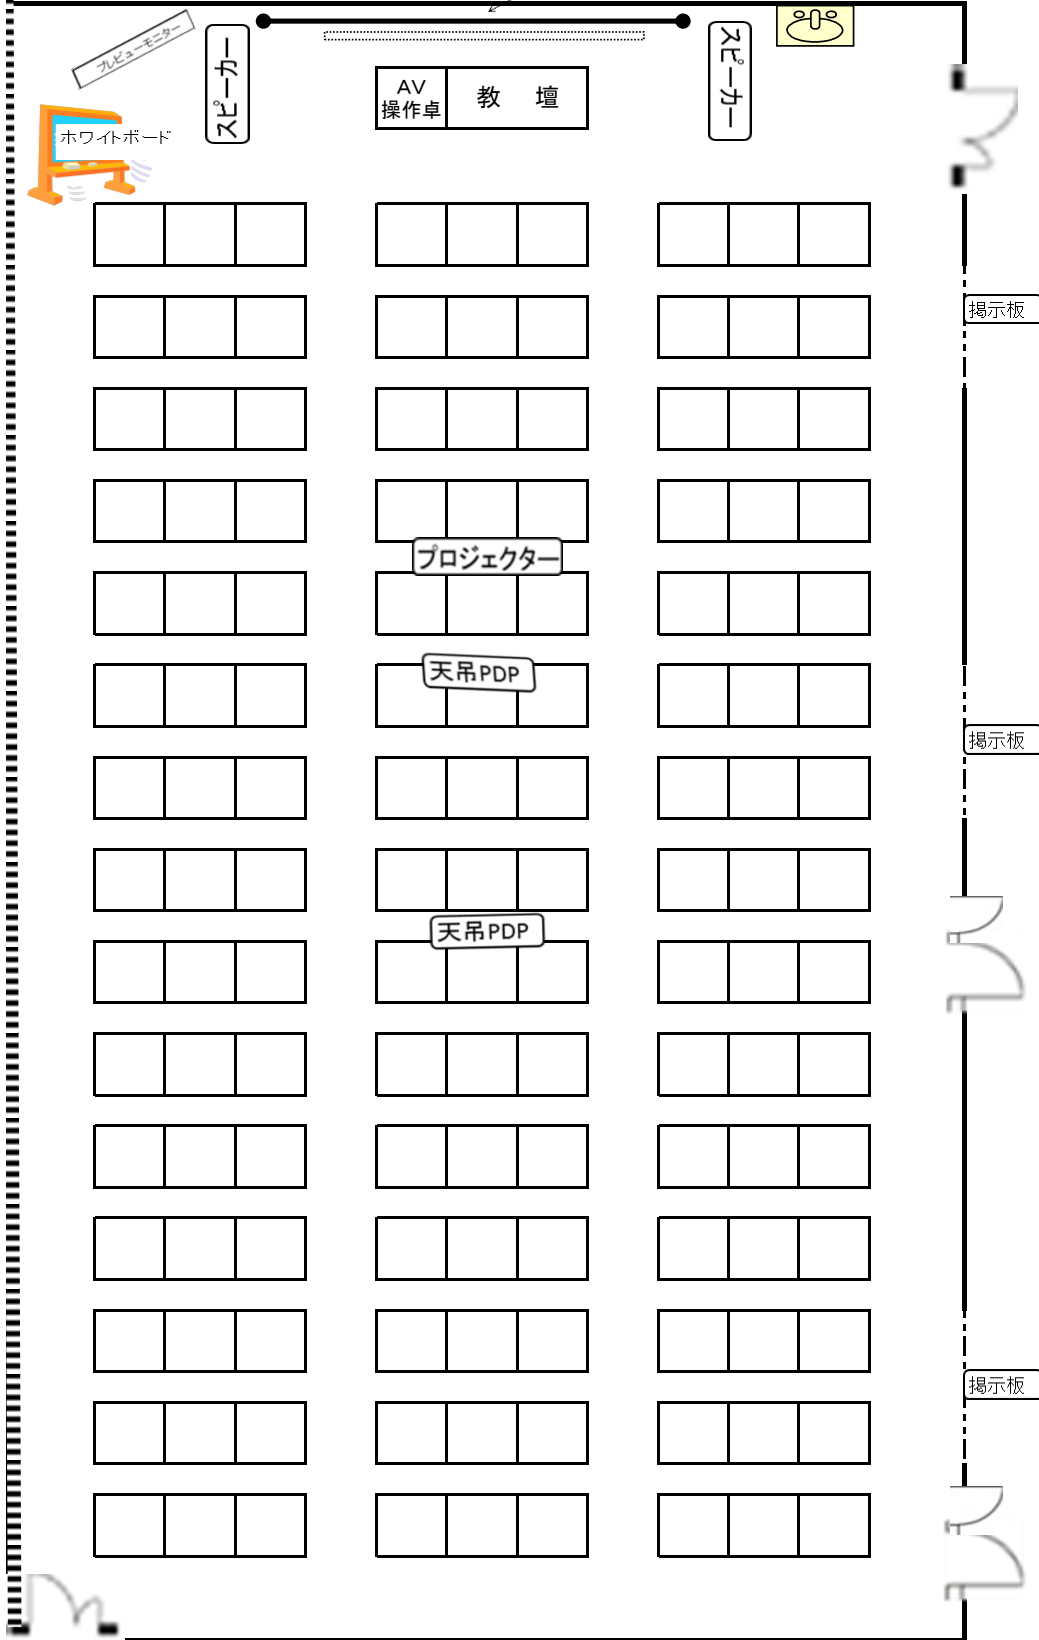 プレビューモニター
スピーカー
AV
操作卓
教 壇
スピーカー
ホワイトボード
掲示板
プロジェクター
天吊PDP
掲示板
天吊PDP
掲示板